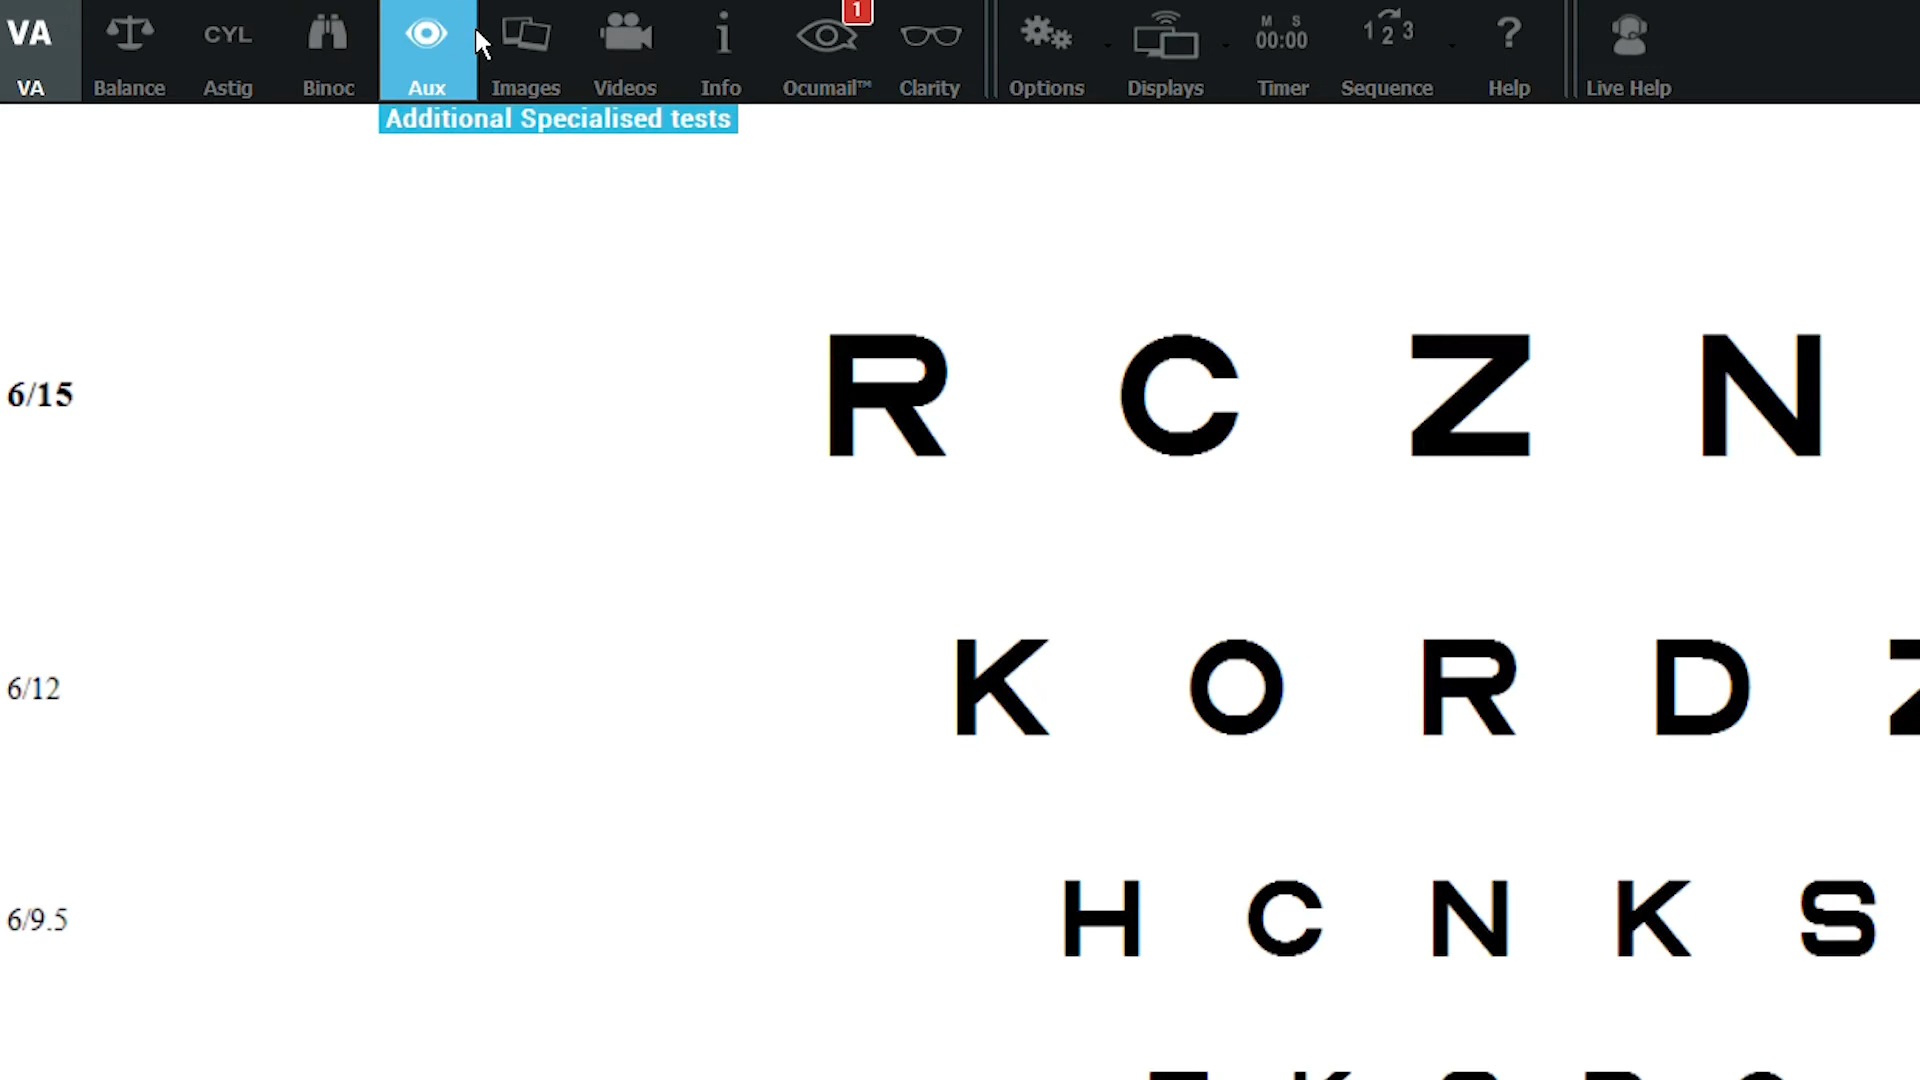 VA CYL 1 M S 00:00 1 2 3 ?
VA Balance Astig Binoc Aux Images Videos Info Ocumail™ Clarity Options Displays Timer Sequence Help Live Help
Additional Specialised tests
6/15 R C Z N
6/12 K O R D Z
6/9.5 H C N K S